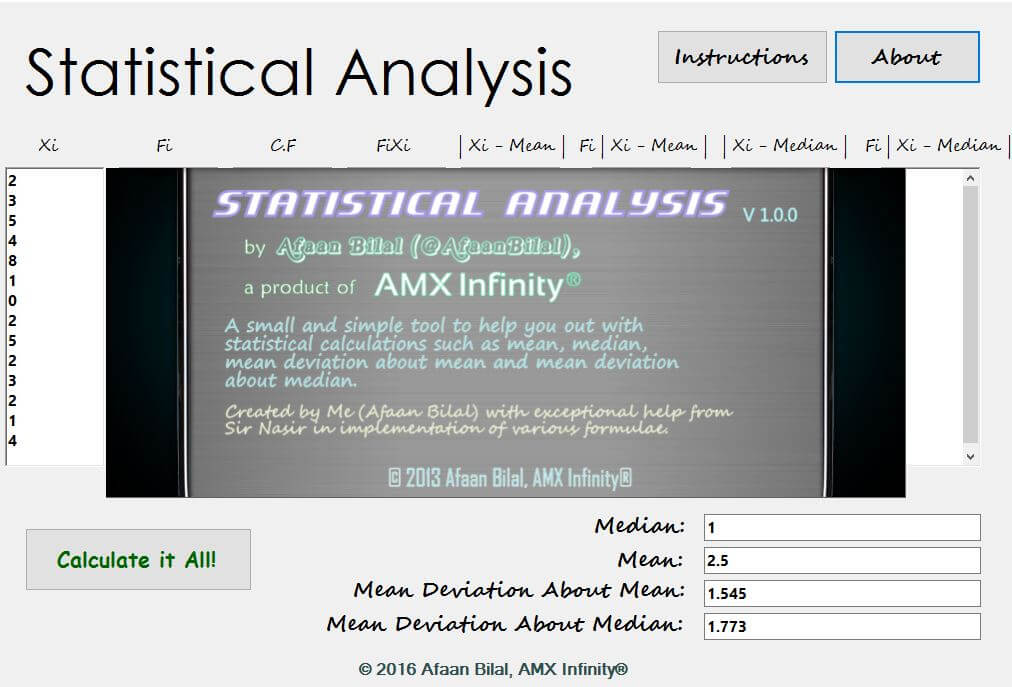 Statistical Analysis
Instructions
About
Xi Fi C.F FiXi | Xi - Mean | Fi | Xi - Mean | | Xi - Median | Fi | Xi - Median |
2
3
5
4
8
1
0
2
5
2
3
2
1
4
STATISTICAL ANALYSIS V 1.0.0
by Afaan Bilal (@AfaanBilal),
a product of AMX Infinity®
A small and simple tool to help you out with
statistical calculations such as mean, median,
mean deviation about mean and mean deviation
about median.
Created by Me (Afaan Bilal) with exceptional help from
Sir Nasir in implementation of various formulae.
© 2013 Afaan Bilal, AMX Infinity®
Calculate it All!
Median: 1
Mean: 2.5
Mean Deviation About Mean: 1.545
Mean Deviation About Median: 1.773
© 2016 Afaan Bilal, AMX Infinity®